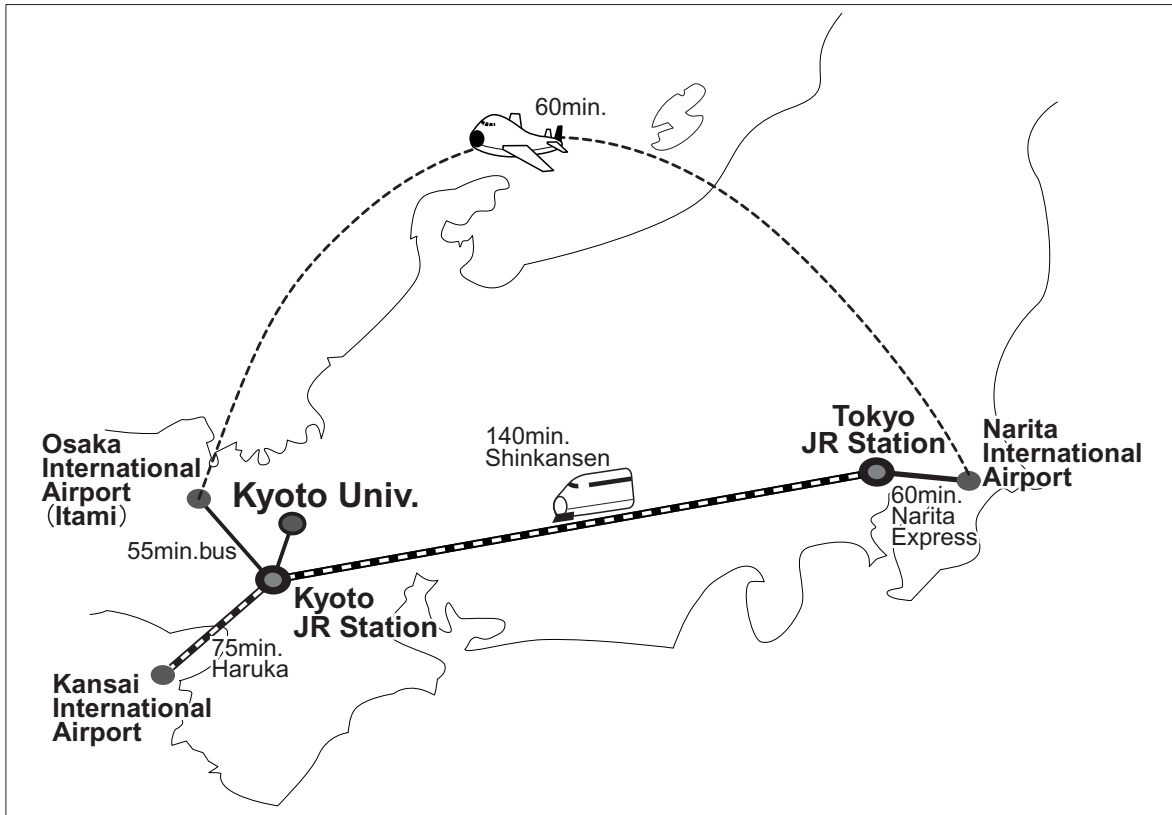 60min.
Osaka
International
Airport
（Itami）
Kyoto Univ.
55min.bus
140min.
Shinkansen
Tokyo
JR Station
Narita
International
Airport
60min.
Narita
Express
Kyoto
JR Station
75min.
Haruka
Kansai
International
Airport